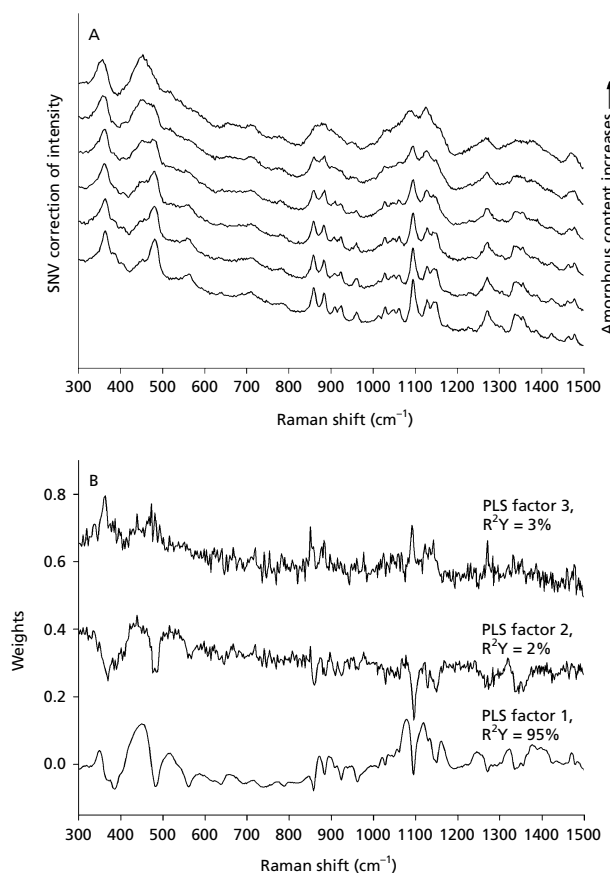 A
SNV correction of intensity
Amorphous content increases
300 400 500 600 700 800 900 1000 1100 1200 1300 1400 1500
Raman shift (cm⁻¹)
B
0.8
0.6
0.4
0.2
0.0
Weights
PLS factor 3,
R²Y = 3%
PLS factor 2,
R²Y = 2%
PLS factor 1,
R²Y = 95%
300 400 500 600 700 800 900 1000 1100 1200 1300 1400 1500
Raman shift (cm⁻¹)